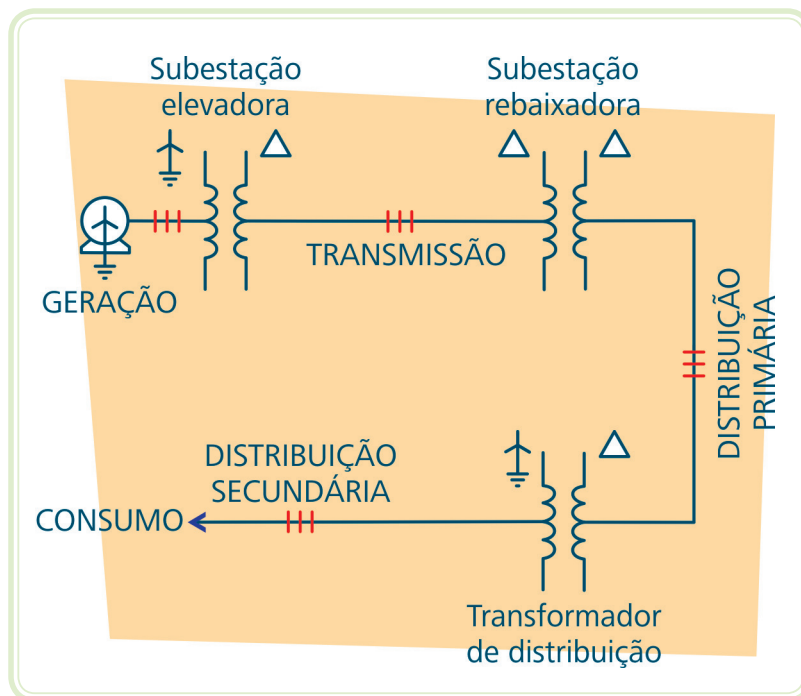 Subestação
elevadora
Subestação
rebaixadora
GERAÇÃO
TRANSMISSÃO
DISTRIBUIÇÃO
PRIMÁRIA
DISTRIBUIÇÃO
SECUNDÁRIA
CONSUMO
Transformador
de distribuição